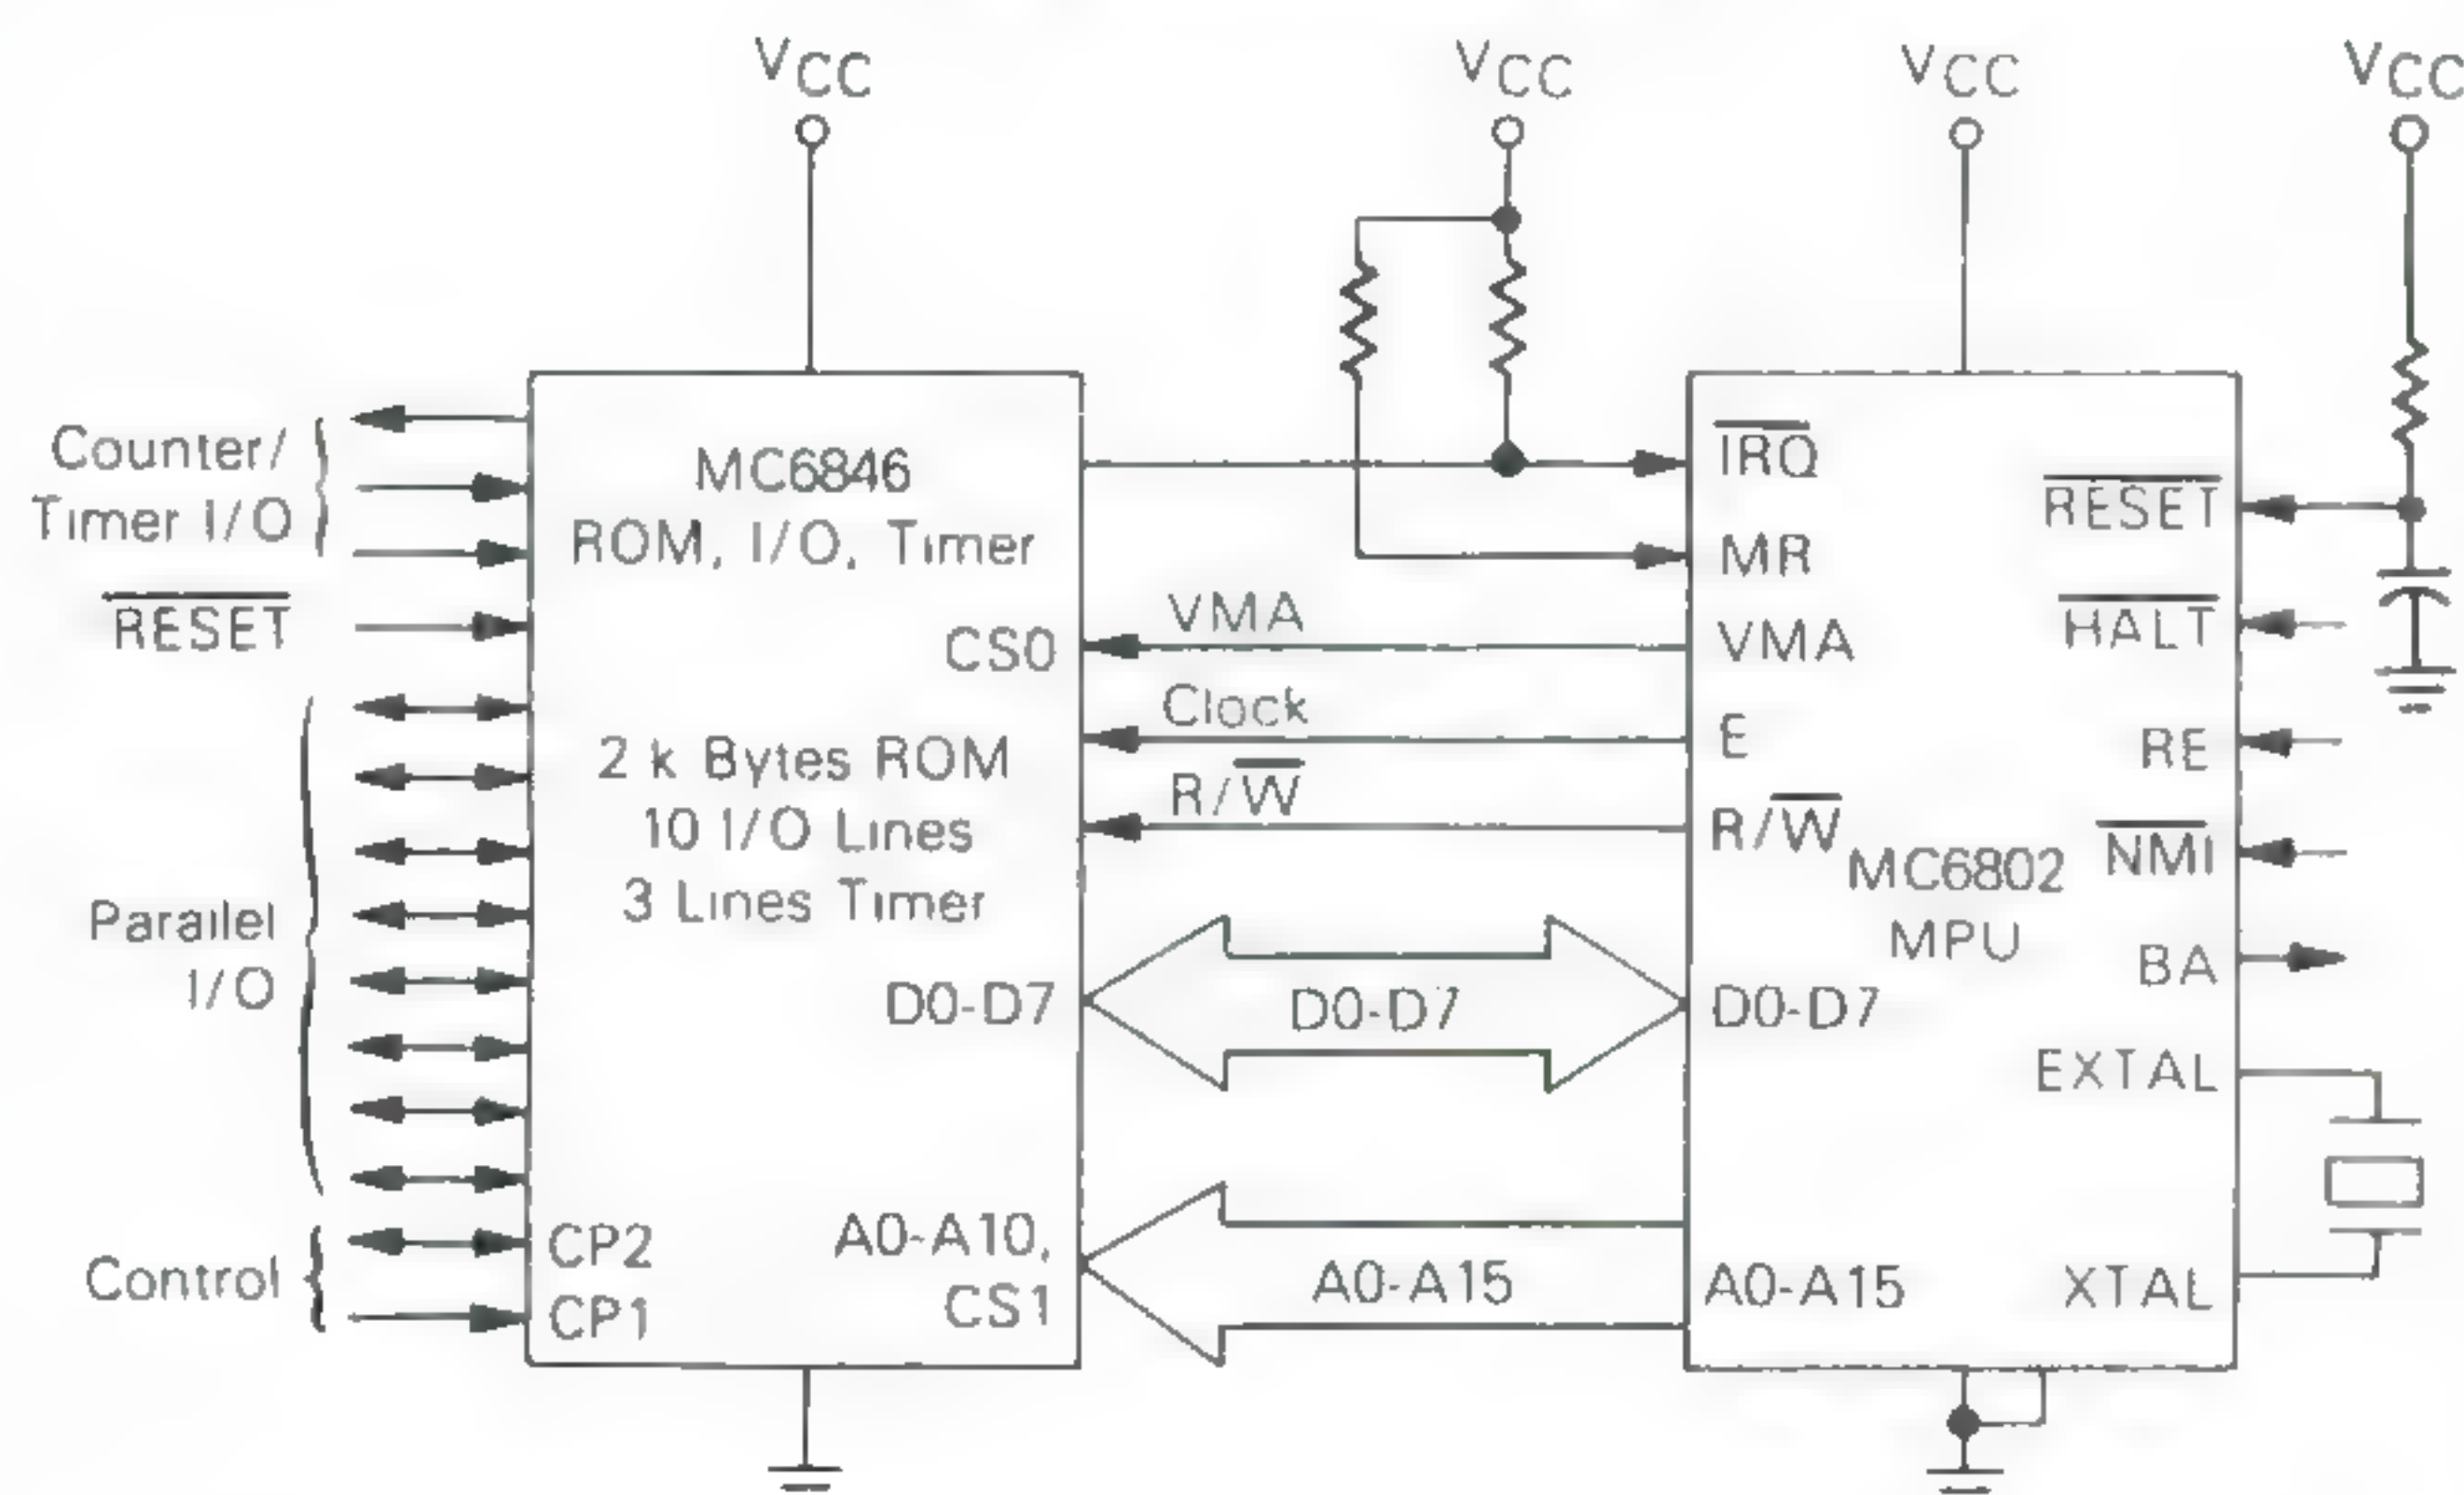 VCC
VCC
VCC
VCC
Counter/
Timer I/O
RESET
Parallel
I/O
Control
MC6846
ROM, I/O, Timer
CS0
2 k Bytes ROM
10 I/O Lines
3 Lines Timer
D0-D7
CP2
CP1
A0-A10,
CS1
VMA
Clock
R/W
D0-D7
A0-A15
IRQ
MR
VMA
E
R/W
MC6802
MPU
D0-D7
A0-A15
RESET
HALT
RE
NMI
BA
EXTAL
XTAL